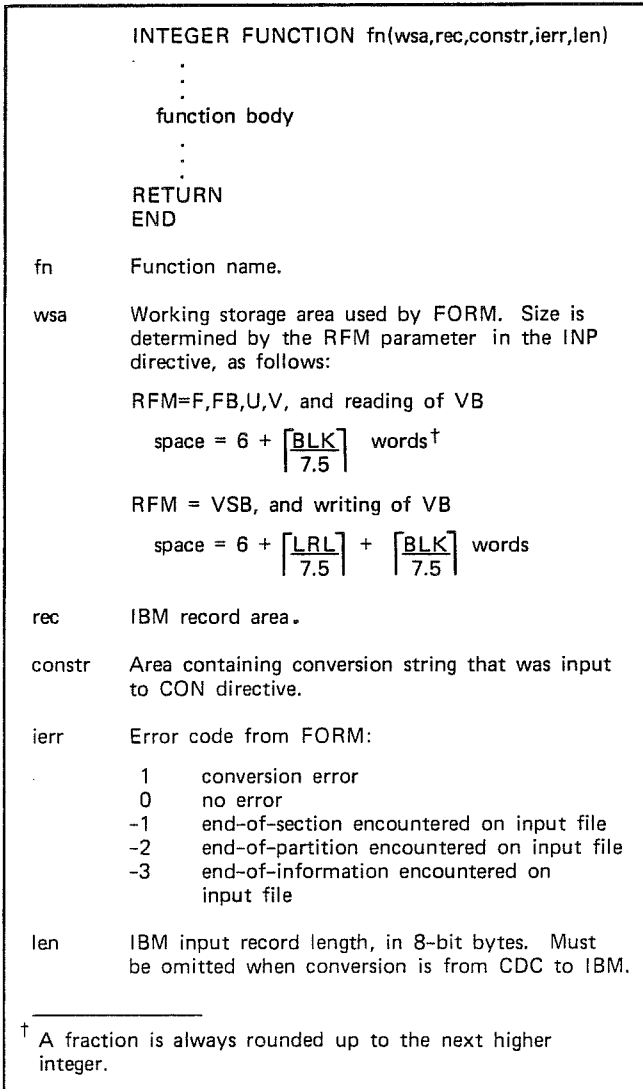 INTEGER FUNCTION fn(wsa,rec,constr,ierr,len)
.
.
.
function body
.
.
.
RETURN
END
fn Function name.
wsa Working storage area used by FORM. Size is
determined by the RFM parameter in the INP
directive, as follows:
RFM=F,FB,U,V, and reading of VB
space = 6 + ⌈BLK/7.5⌉ words†
RFM = VSB, and writing of VB
space = 6 + ⌈LRL/7.5⌉ + ⌈BLK/7.5⌉ words
rec IBM record area.
constr Area containing conversion string that was input
to CON directive.
ierr Error code from FORM:
1 conversion error
0 no error
-1 end-of-section encountered on input file
-2 end-of-partition encountered on input file
-3 end-of-information encountered on
input file
len IBM input record length, in 8-bit bytes. Must
be omitted when conversion is from CDC to IBM.
† A fraction is always rounded up to the next higher
integer.